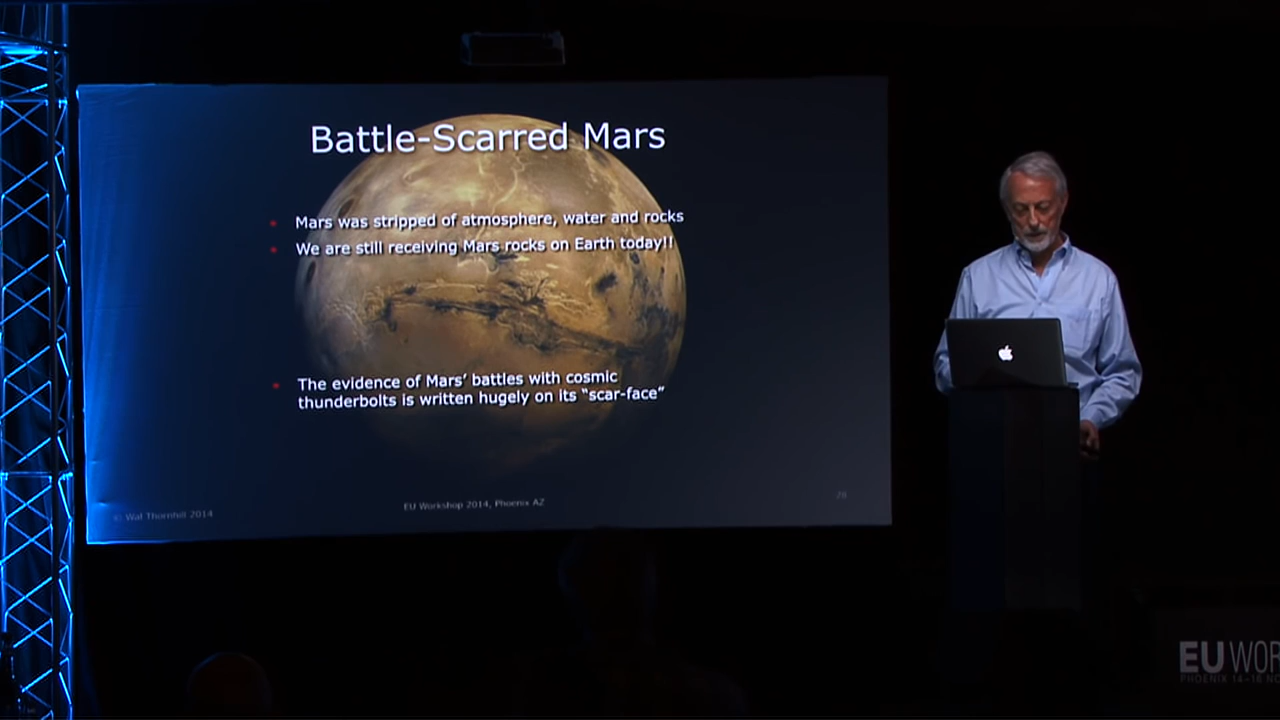 Battle-Scarred Mars
Mars was stripped of atmosphere, water and rocks
We are still receiving Mars rocks on Earth today!!
The evidence of Mars' battles with cosmic
thunderbolts is written hugely on its "scar-face"
© Wal Thornhill 2014
EU Workshop 2014, Phoenix AZ
EU WOR
PHOENIX 14-16 NO